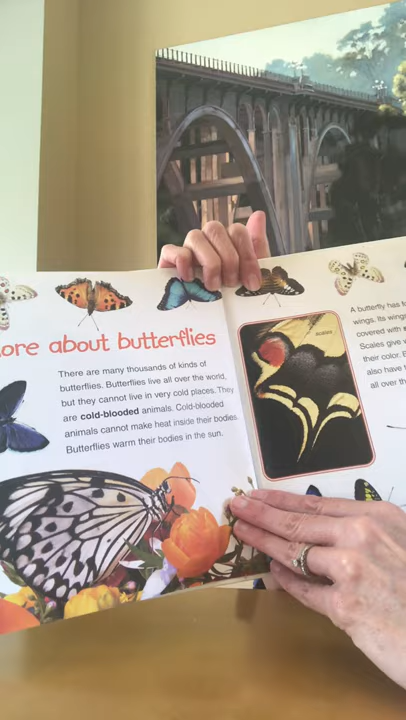 ore about butterflies
There are many thousands of kinds of
butterflies. Butterflies live all over the world,
but they cannot live in very cold places. They
are cold-blooded animals. Cold-blooded
animals cannot make heat inside their bodies.
Butterflies warm their bodies in the sun.
scales
A butterfly has
wings. Its wings
covered with
Scales give
their color.
also have
all over